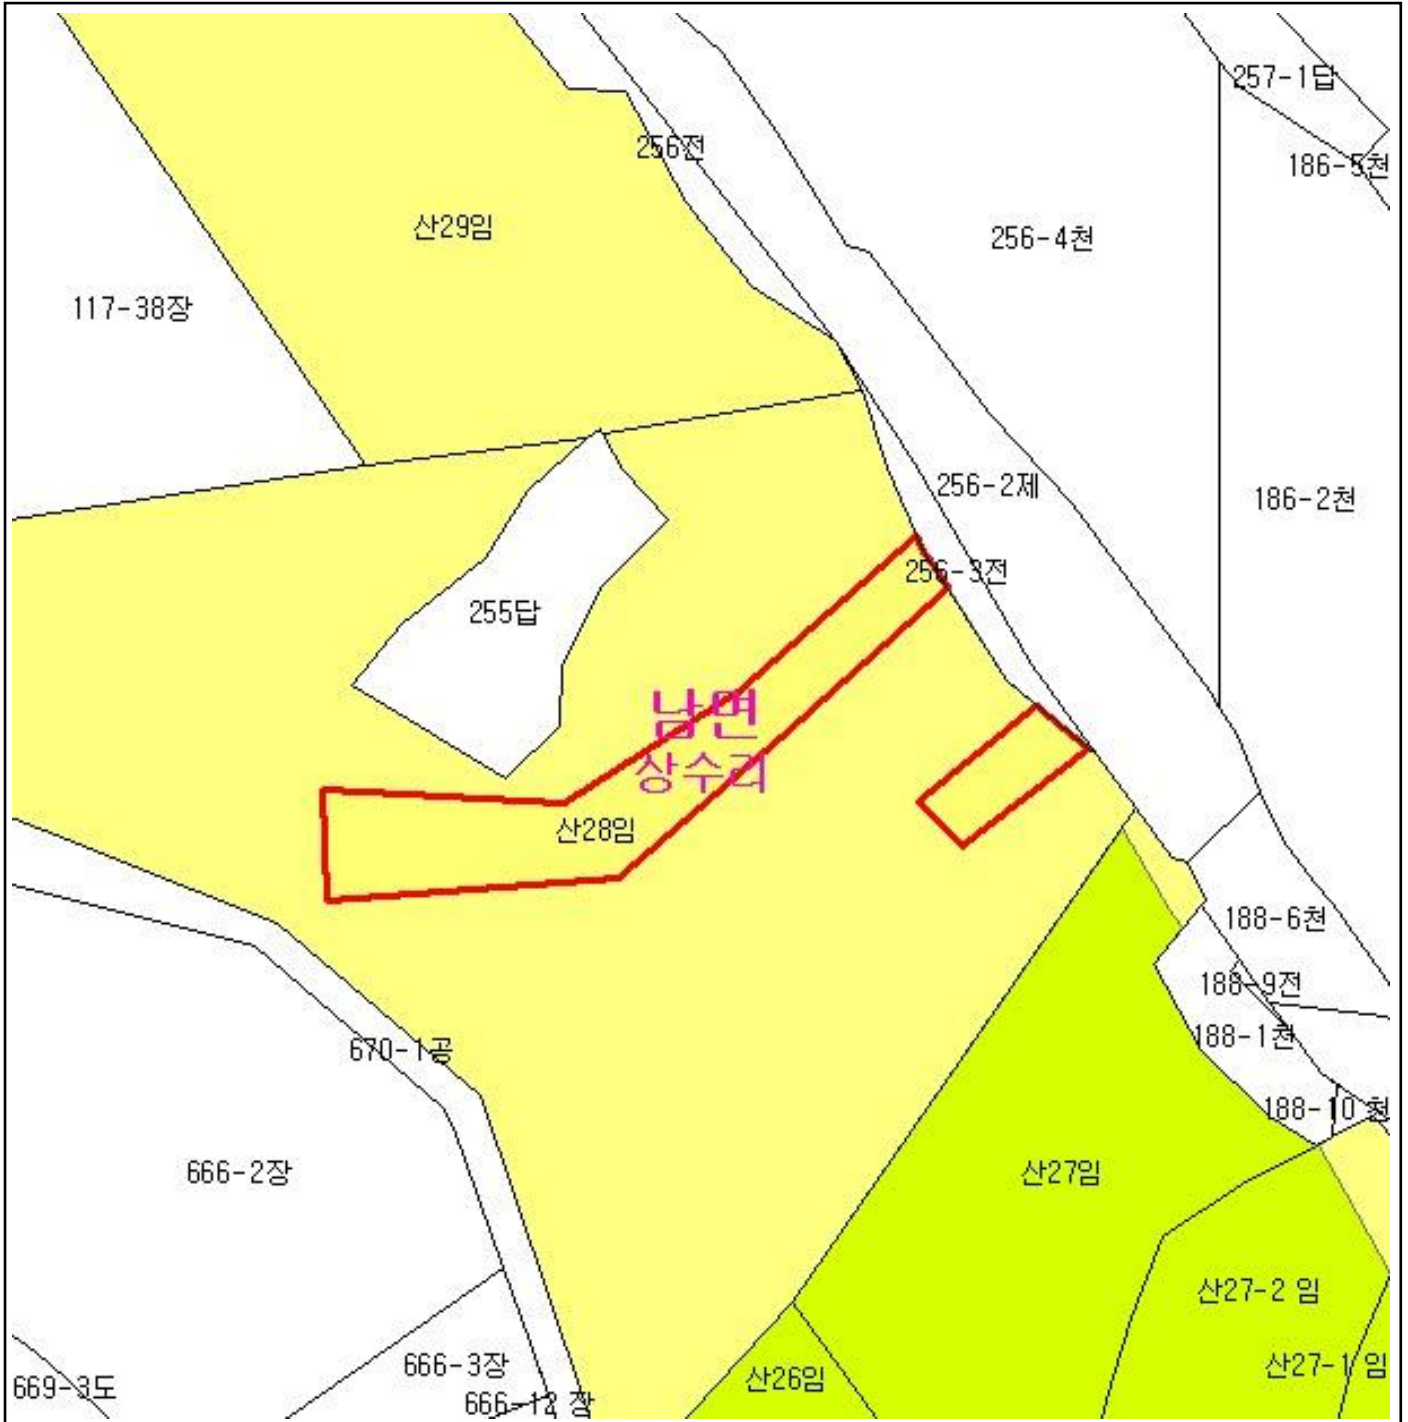 257-1답
256전
186-5천
산29임
256-4천
117-38장
256-2제
186-2천
256-3전
255답
남면
상수리
산28임
188-6천
188-9전
188-1천
670-1공
188-10 천
666-2장
산27임
산27-2 임
666-3장
산27-1 임
산26임
669-3도
666-12 장